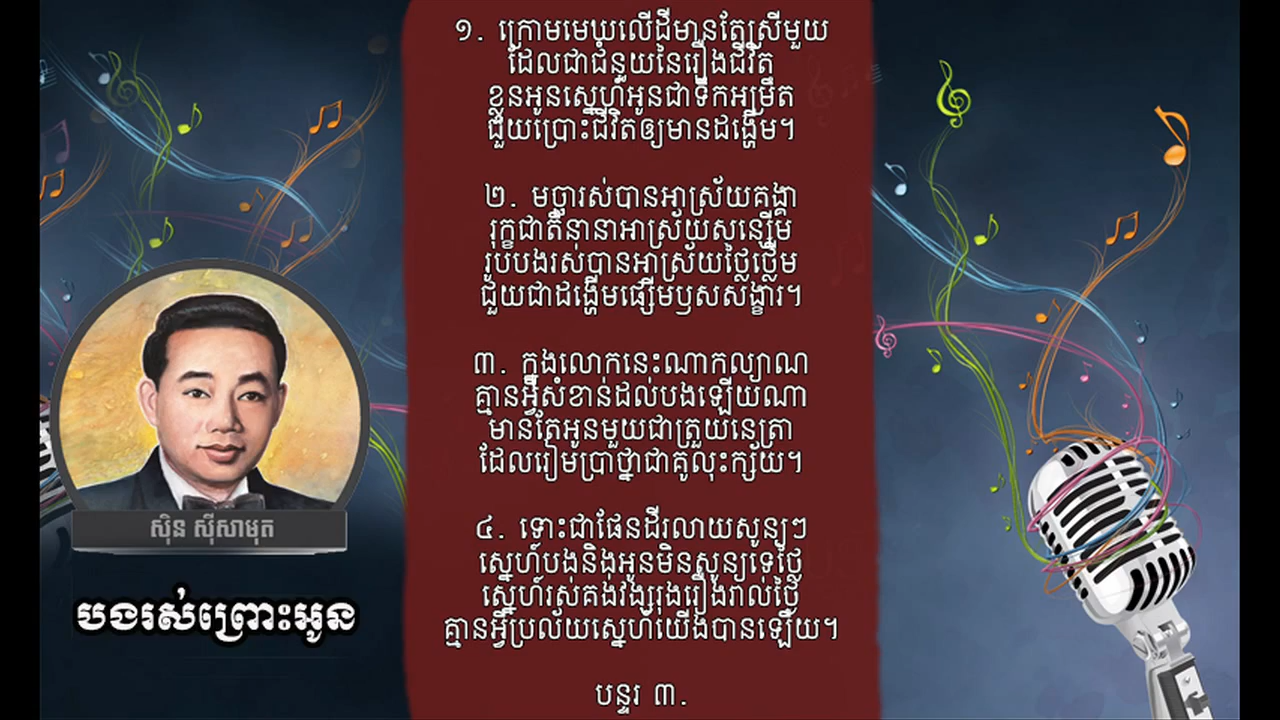 ១. ក្រោមមេឃលើដីមានតែស្រីមួយ
ដែលជាជំនួយនៃរឿងជីវិត
ខ្លួនអូនស្នេហ៍អូនជាទឹកអម្រឹត
ជួយប្រោះជីវិតឲ្យមានដង្ហើម។
២. មច្ឆារស់បានអាស្រ័យគង្គា
រុក្ខជាតិនានាអាស្រ័យសន្សើម
រូបបងរស់បានអាស្រ័យថ្លៃថ្លើម
ជួយជាដង្ហើមផ្សើមឫសសង្ខារ។
៣. ក្នុងលោកនេះណាកល្យាណ
គ្មានអ្វីសំខាន់ដល់បងឡើយណា
មានតែអូនមួយជាត្រួយនេត្រា
ដែលរៀមប្រាថ្នាជាគូលុះក្ស័យ។
៤. ទោះជាផែនដីរលាយសូន្យៗ
ស្នេហ៍បងនិងអូនមិនសូន្យទេថ្លៃ
ស្នេហ៍រស់គង់វង្សរុងរឿងរាល់ថ្ងៃ
គ្មានអ្វីប្រល័យស្នេហ៍យើងបានឡើយ។
បន្ទរ ៣.
ស៊ិន ស៊ីសាមុត
បងរស់ព្រោះអូន